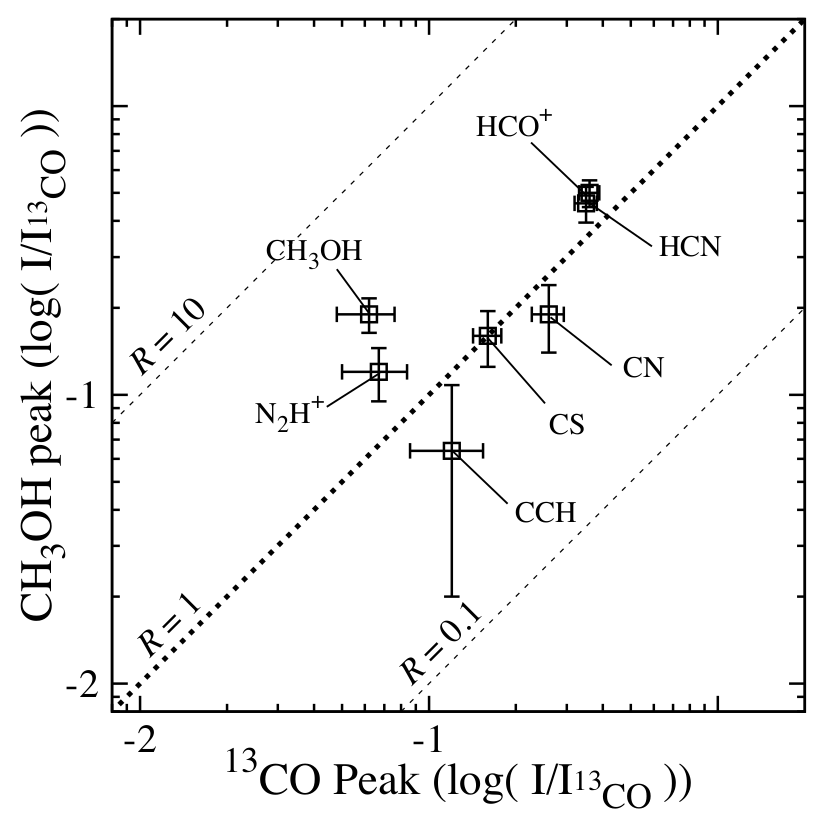 CH₃OH peak (log( I/I¹³CO ))
HCO⁺
HCN
CH₃OH
R = 10
CN
-1
N₂H⁺
CS
CCH
R = 1
R = 0.1
-2
-2
-1
¹³CO Peak (log( I/I¹³CO ))